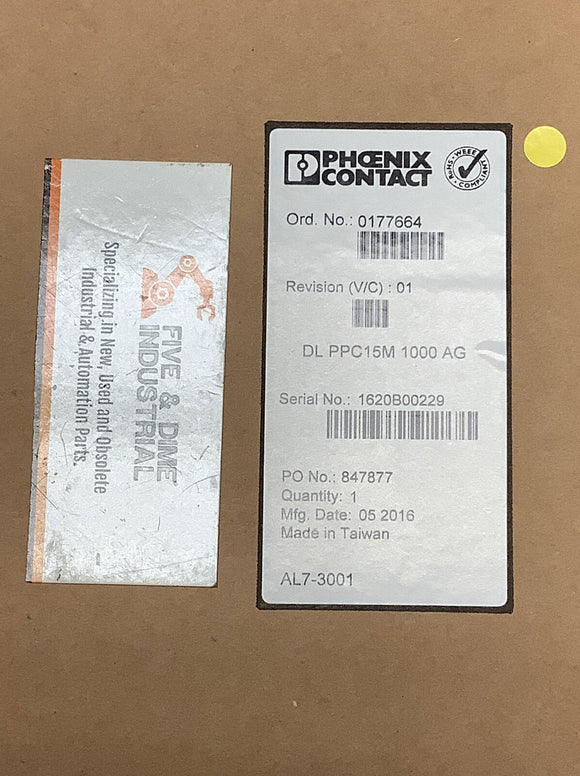 FIVE & DIME
INDUSTRIAL
Specializing in New, Used and Obsolete
Industrial & Automation Parts.
PHŒNIX
CONTACT
RoHS · WEEE
COMPLIANT
Ord. No.: 0177664
Revision (V/C) : 01
DL PPC15M 1000 AG
Serial No.: 1620B00229
PO No.: 847877
Quantity: 1
Mfg. Date: 05 2016
Made in Taiwan
AL7-3001